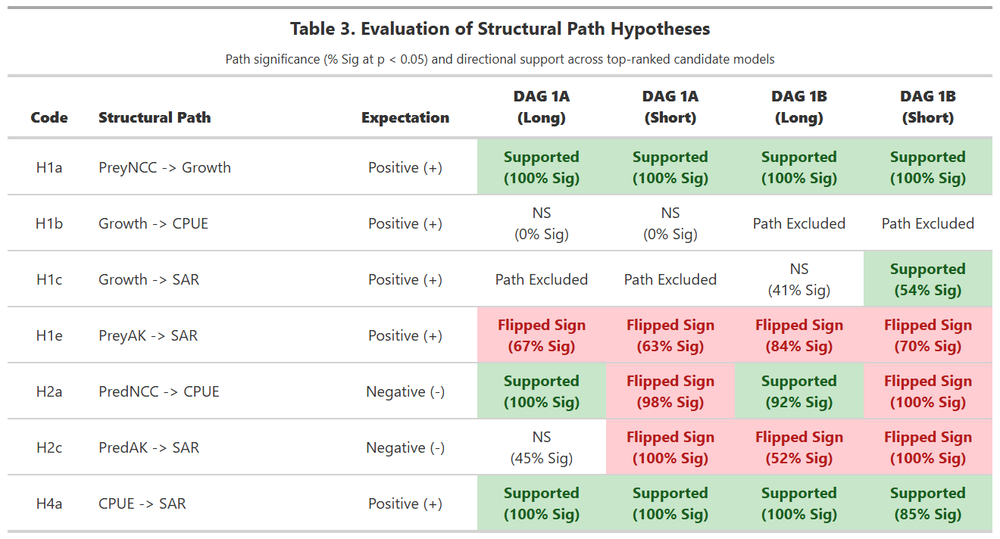 Table 3. Evaluation of Structural Path Hypotheses
Path significance (% Sig at p < 0.05) and directional support across top-ranked candidate models
Code Structural Path Expectation DAG 1A (Long) DAG 1A (Short) DAG 1B (Long) DAG 1B (Short)
H1a PreyNCC -> Growth Positive (+) Supported (100% Sig) Supported (100% Sig) Supported (100% Sig) Supported (100% Sig)
H1b Growth -> CPUE Positive (+) NS (0% Sig) NS (0% Sig) Path Excluded Path Excluded
H1c Growth -> SAR Positive (+) Path Excluded Path Excluded NS (41% Sig) Supported (54% Sig)
H1e PreyAK -> SAR Positive (+) Flipped Sign (67% Sig) Flipped Sign (63% Sig) Flipped Sign (84% Sig) Flipped Sign (70% Sig)
H2a PredNCC -> CPUE Negative (-) Supported (100% Sig) Flipped Sign (98% Sig) Supported (92% Sig) Flipped Sign (100% Sig)
H2c PredAK -> SAR Negative (-) NS (45% Sig) Flipped Sign (100% Sig) Flipped Sign (52% Sig) Flipped Sign (100% Sig)
H4a CPUE -> SAR Positive (+) Supported (100% Sig) Supported (100% Sig) Supported (100% Sig) Supported (85% Sig)